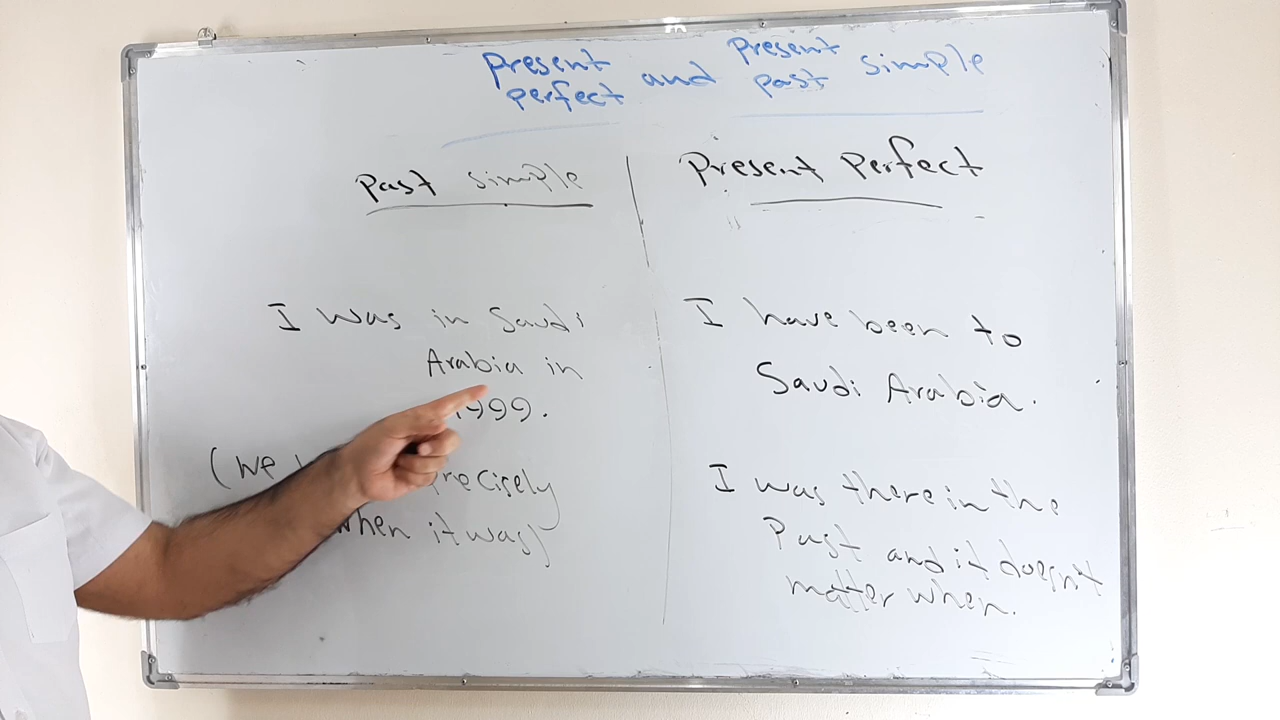 present
perfect and present
past simple
past simple
I was in Saudi
Arabia in
1999.
(we precisely
when it was)
Present Perfect
I have been to
Saudi Arabia.
I was there in the
Past and it doesn't
matter when.